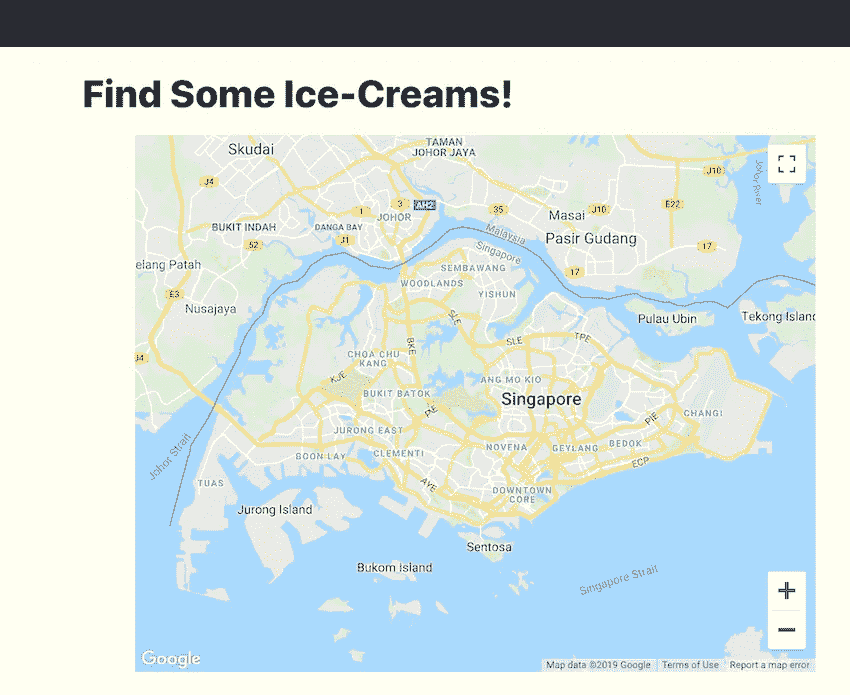 Find Some Ice-Creams!
Skudai
TAMAN
JOHOR JAYA
J4
J10
Johor River
3
AH2
1
35
Masai
J10
E22
JOHOR
BUKIT INDAH
DANGA BAY
J1
52
Malaysia
Singapore
Pasir Gudang
17
elang Patah
SEMBAWANG
17
WOODLANDS
E3
YISHUN
Nusajaya
SLE
Pulau Ubin
Tekong Island
BKE
SLE
TPE
J4
CHOA CHU
KANG
KJE
ANG MO KIO
BUKIT BATOK
Singapore
PIE
PIE
CHANGI
JURONG EAST
NOVENA
GEYLANG
BEDOK
Johor Strait
BOON LAY
CLEMENTI
ECP
TUAS
AYE
DOWNTOWN
CORE
Jurong Island
Sentosa
Bukom Island
Singapore Strait
Google
Map data ©2019 Google
Terms of Use
Report a map error